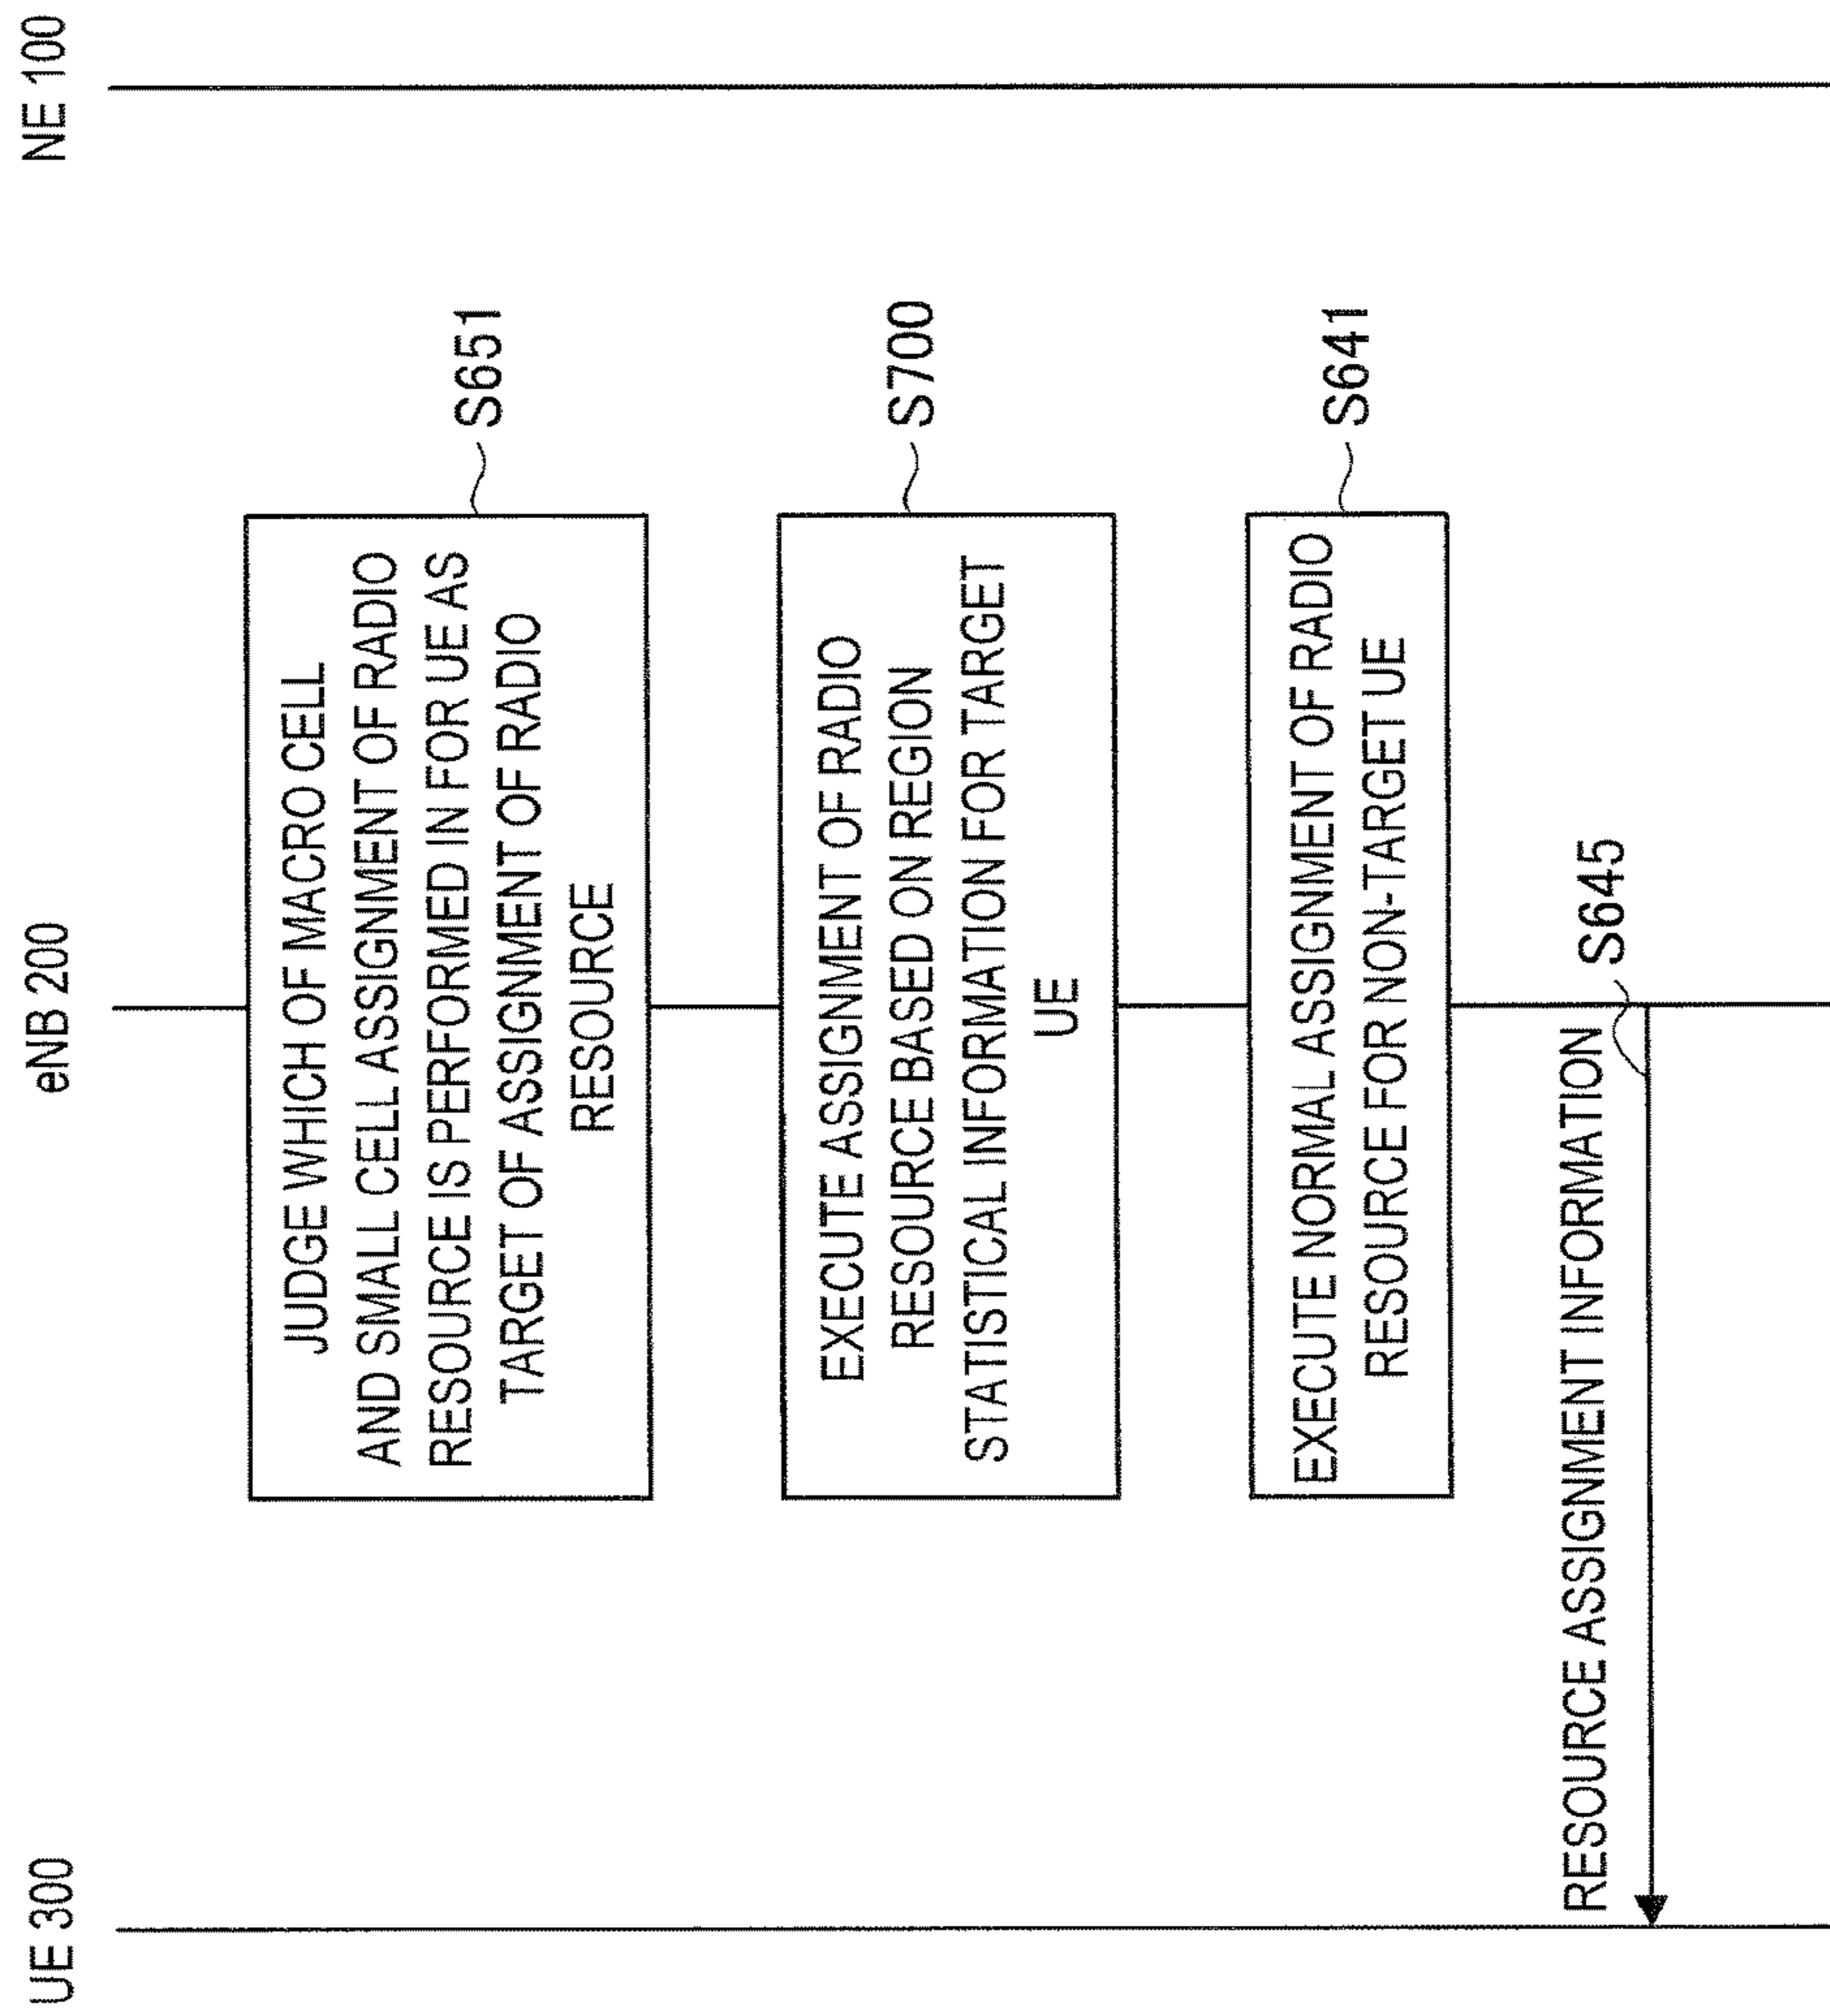 UE 300
eNB 200
NE 100
JUDGE WHICH OF MACRO CELL
AND SMALL CELL ASSIGNMENT OF RADIO
RESOURCE IS PERFORMED IN FOR UE AS
TARGET OF ASSIGNMENT OF RADIO
RESOURCE
S651
EXECUTE ASSIGNMENT OF RADIO
RESOURCE BASED ON REGION
STATISTICAL INFORMATION FOR TARGET
UE
S700
EXECUTE NORMAL ASSIGNMENT OF RADIO
RESOURCE FOR NON-TARGET UE
S641
RESOURCE ASSIGNMENT INFORMATION
S645